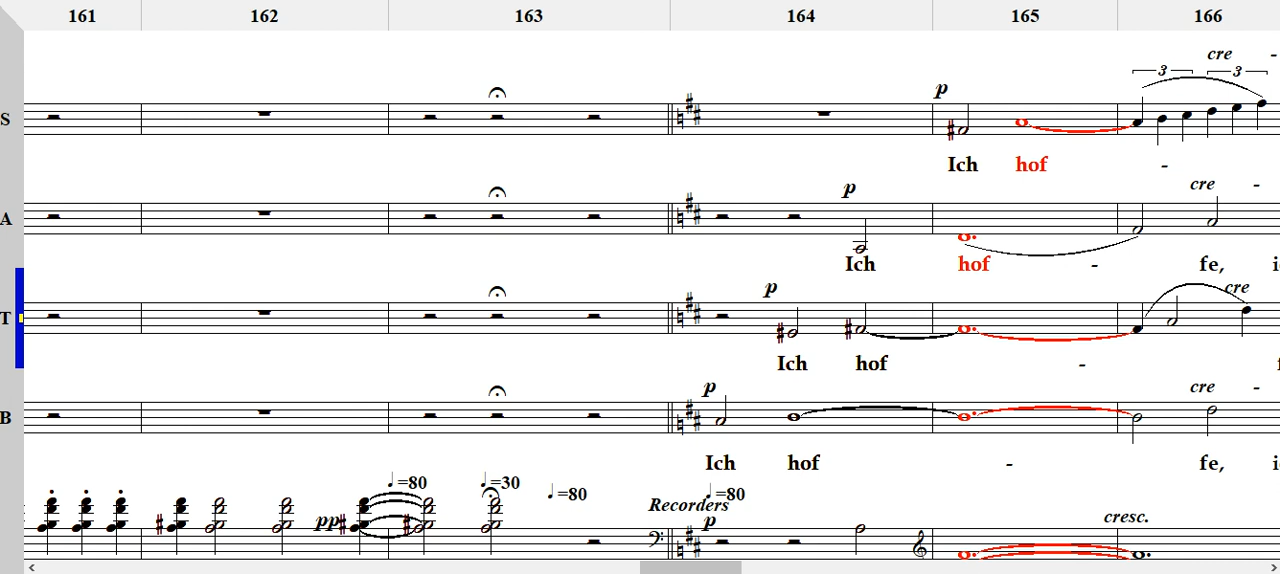 161 162 163 164 165 166
cre -
3 3
S p
Ich hof -
cre -
A p
Ich hof - fe,
p cre
T
Ich hof -
p cre -
B
Ich hof - fe,
=80 =30 =80 Recorders =80
pp p cresc.